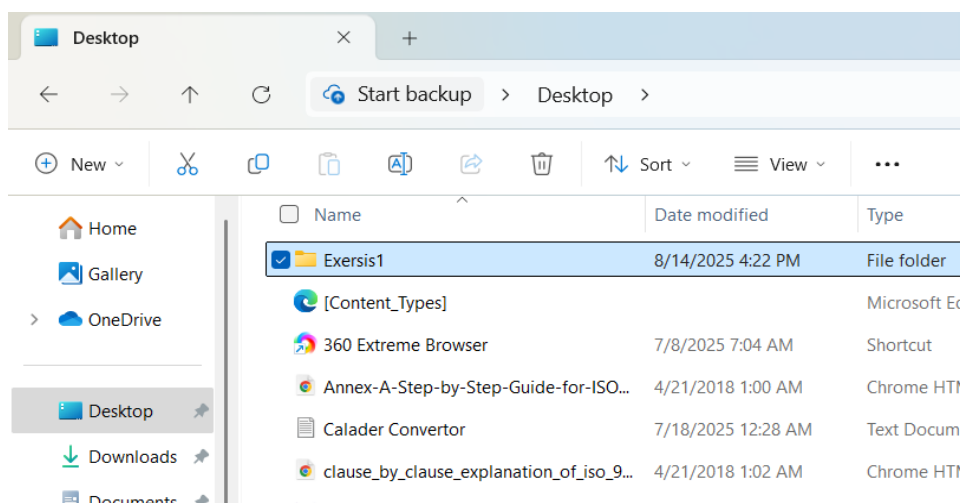 Desktop
Start backup > Desktop >
New Sort View
Name Date modified Type
Home
Gallery
OneDrive
Desktop
Downloads
Documents
Exersis1 8/14/2025 4:22 PM File folder
[Content_Types] Microsoft Ed
360 Extreme Browser 7/8/2025 7:04 AM Shortcut
Annex-A-Step-by-Step-Guide-for-ISO... 4/21/2018 1:00 AM Chrome HTM
Calader Convertor 7/18/2025 12:28 AM Text Docum
clause_by_clause_explanation_of_iso_9... 4/21/2018 1:02 AM Chrome HTM